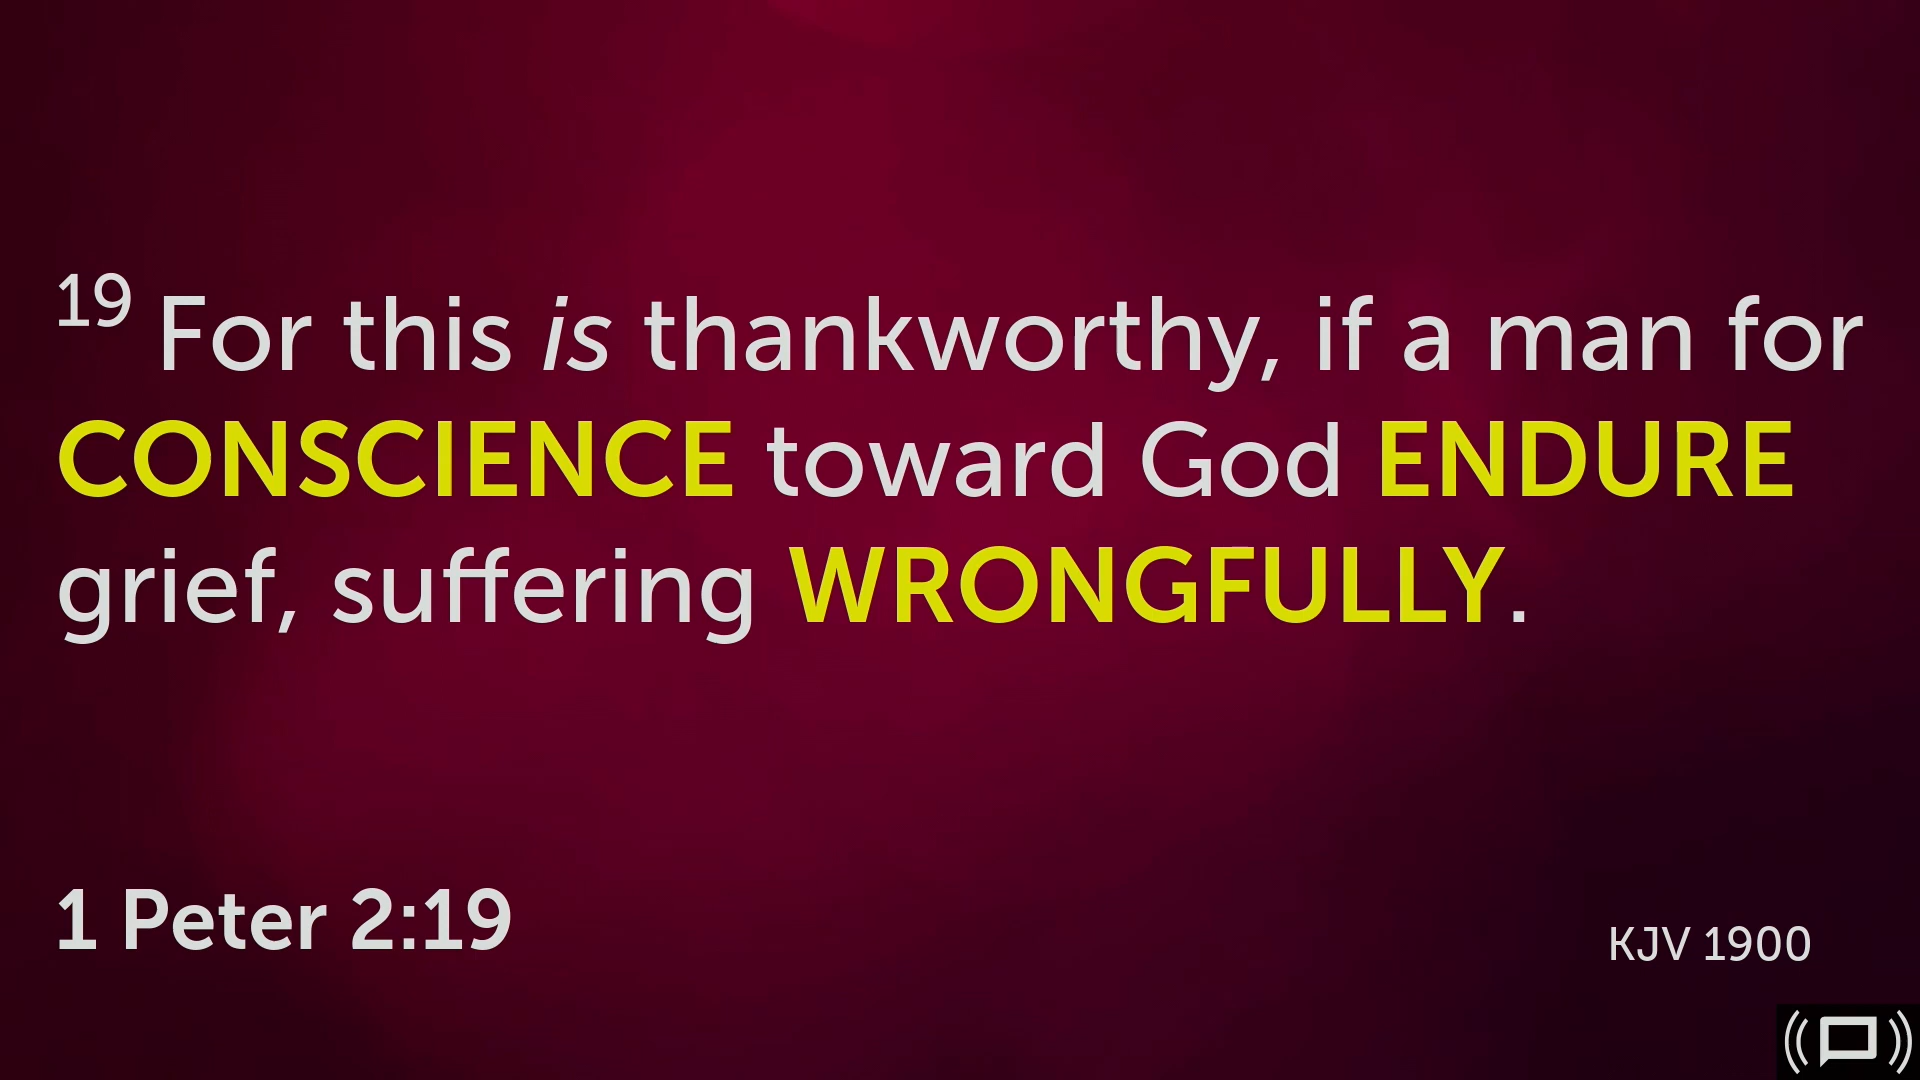 19 For this is thankworthy, if a man for
CONSCIENCE toward God ENDURE
grief, suffering WRONGFULLY.
1 Peter 2:19
KJV 1900